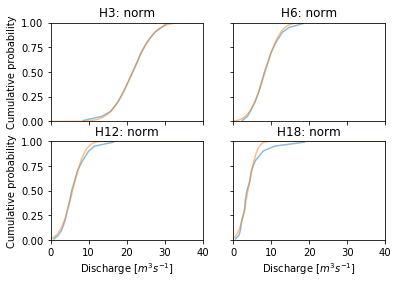 H3: norm
H6: norm
Cumulative probability
1.00
0.75
0.50
0.25
0.00
H12: norm
H18: norm
Cumulative probability
1.00
0.75
0.50
0.25
0.00
0 10 20 30 40
0 10 20 30 40
Discharge [$m^3s^{-1}$]
Discharge [$m^3s^{-1}$]